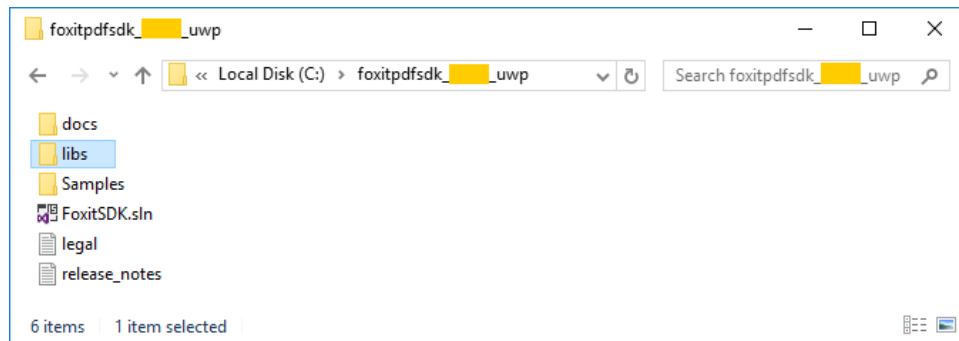 foxitpdfsdk_ _uwp
« Local Disk (C:) › foxitpdfsdk_ _uwp Search foxitpdfsdk_ _uwp
docs
libs
Samples
FoxitSDK.sln
legal
release_notes
6 items 1 item selected